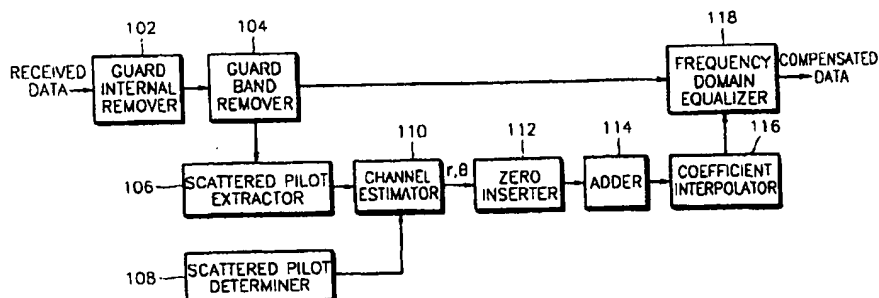 102
104
118
RECEIVED
DATA
GUARD
INTERNAL
REMOVER
GUARD
BAND
REMOVER
FREQUENCY
DOMAIN
EQUALIZER
COMPENSATED
DATA
110
112
114
116
106
SCATTERED PILOT
EXTRACTOR
CHANNEL
ESTIMATOR
r,θ
ZERO
INSERTER
ADDER
COEFFICIENT
INTERPOLATOR
108
SCATTERED PILOT
DETERMINER